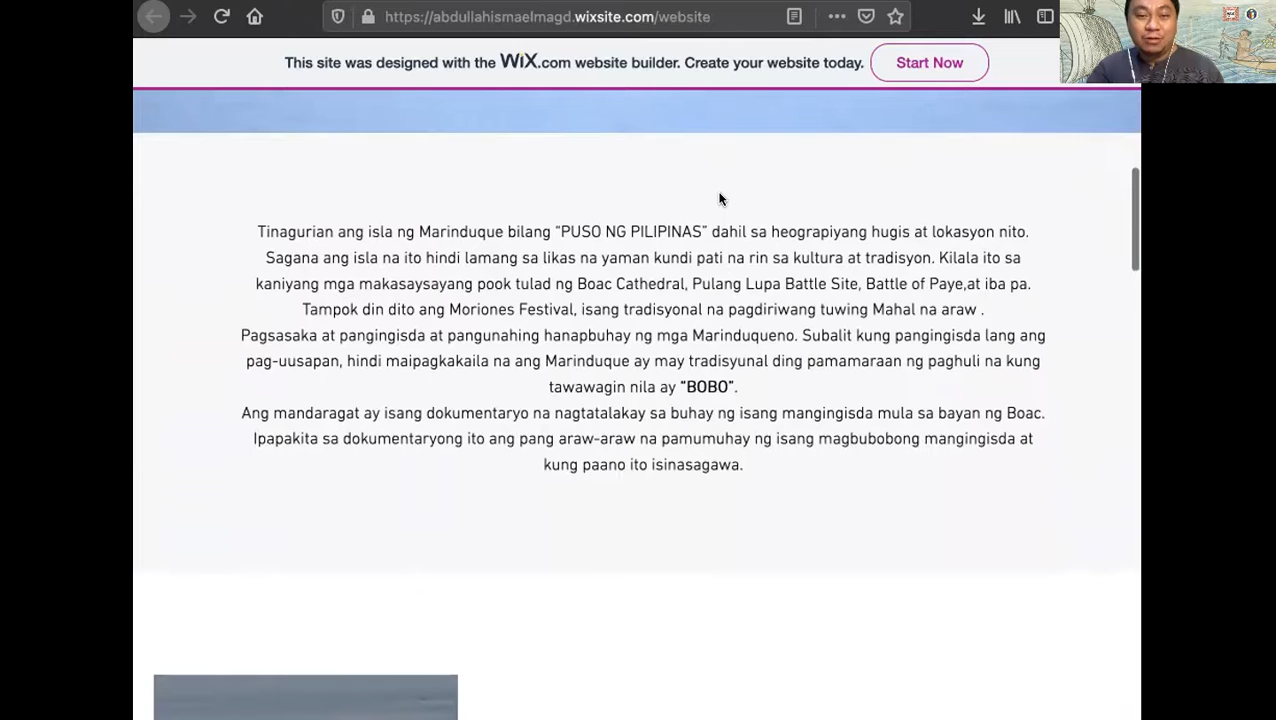 https://abdullahismaelmagd.wixsite.com/website
This site was designed with the WiX.com website builder. Create your website today.
Start Now
Tinagurian ang isla ng Marinduque bilang “PUSO NG PILIPINAS” dahil sa heograpiyang hugis at lokasyon nito.
Sagana ang isla na ito hindi lamang sa likas na yaman kundi pati na rin sa kultura at tradisyon. Kilala ito sa
kaniyang mga makasaysayang pook tulad ng Boac Cathedral, Pulang Lupa Battle Site, Battle of Paye,at iba pa.
Tampok din dito ang Moriones Festival, isang tradisyonal na pagdiriwang tuwing Mahal na araw .
Pagsasaka at pangingisda at pangunahing hanapbuhay ng mga Marinduqueno. Subalit kung pangingisda lang ang
pag-uusapan, hindi maipagkakaila na ang Marinduque ay may tradisyunal ding pamamaraan ng paghuli na kung
tawawagin nila ay “BOBO”.
Ang mandaragat ay isang dokumentaryo na nagtatalakay sa buhay ng isang mangingisda mula sa bayan ng Boac.
Ipapakita sa dokumentaryong ito ang pang araw-araw na pamumuhay ng isang magbubobong mangingisda at
kung paano ito isinasagawa.